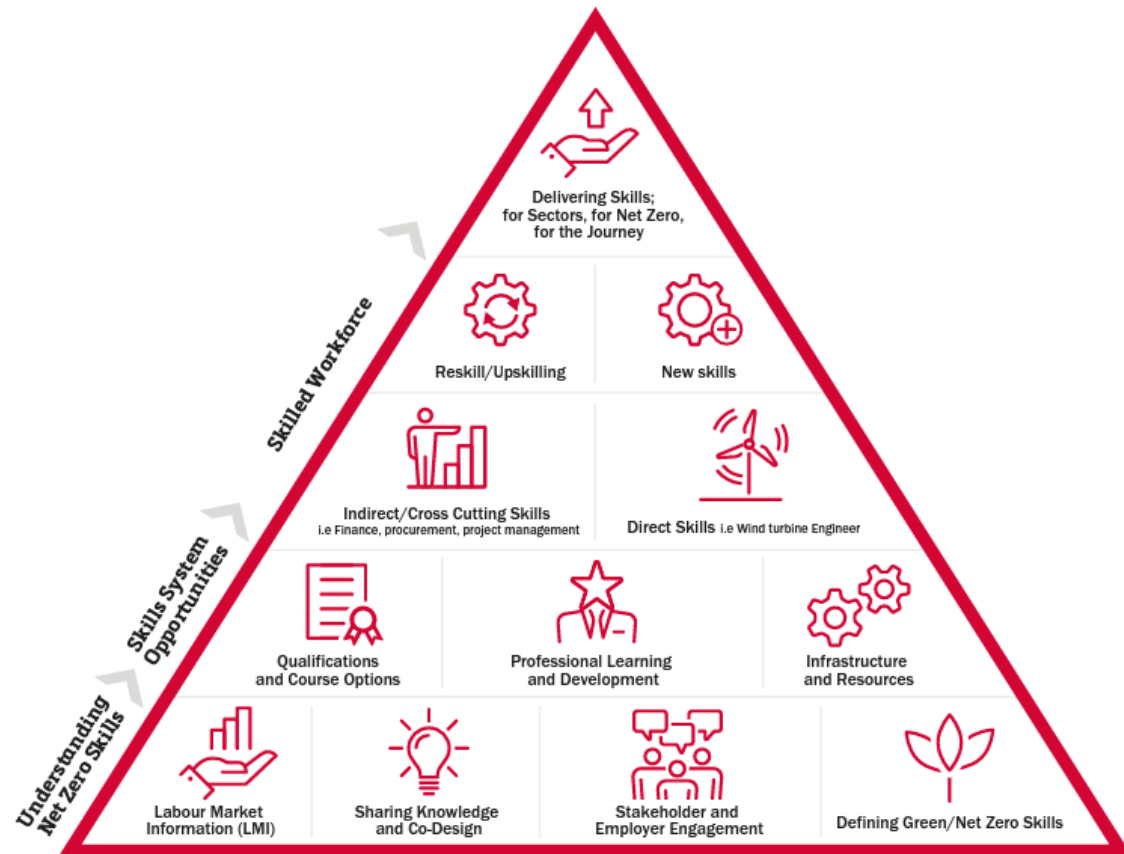 Delivering Skills;
for Sectors, for Net Zero,
for the Journey
Skilled Workforce
Reskill/Upskilling
New skills
Indirect/Cross Cutting Skills
i.e Finance, procurement, project management
Direct Skills i.e Wind turbine Engineer
Skills System
Opportunities
Qualifications
and Course Options
Professional Learning
and Development
Infrastructure
and Resources
Understanding
Net Zero Skills
Labour Market
Information (LMI)
Sharing Knowledge
and Co-Design
Stakeholder and
Employer Engagement
Defining Green/Net Zero Skills